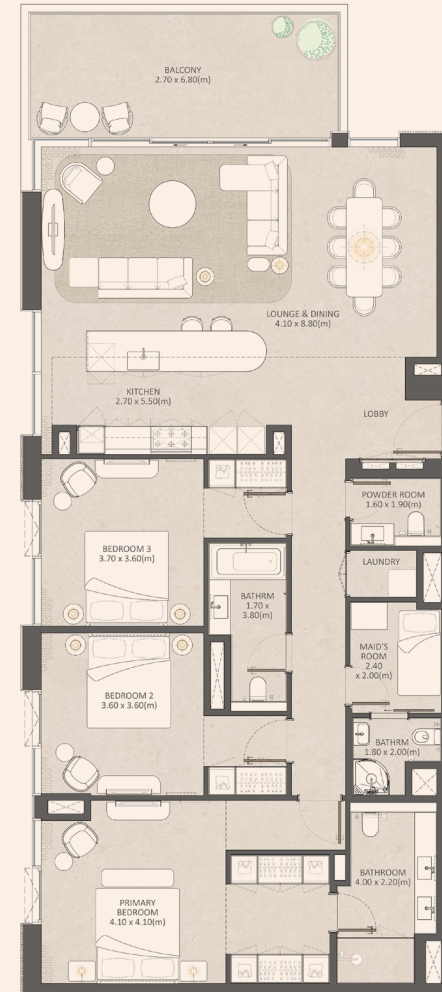 BALCONY
2.70 x 6.80(m)
LOUNGE & DINING
4.10 x 8.80(m)
KITCHEN
2.70 x 5.50(m)
LOBBY
POWDER ROOM
1.60 x 1.90(m)
BEDROOM 3
3.70 x 3.60(m)
LAUNDRY
BATHRM
1.70 x
3.80(m)
MAID'S
ROOM
2.40
x 2.00(m)
BEDROOM 2
3.60 x 3.60(m)
BATHRM
1.80 x 2.00(m)
BATHROOM
4.00 x 2.20(m)
PRIMARY
BEDROOM
4.10 x 4.10(m)